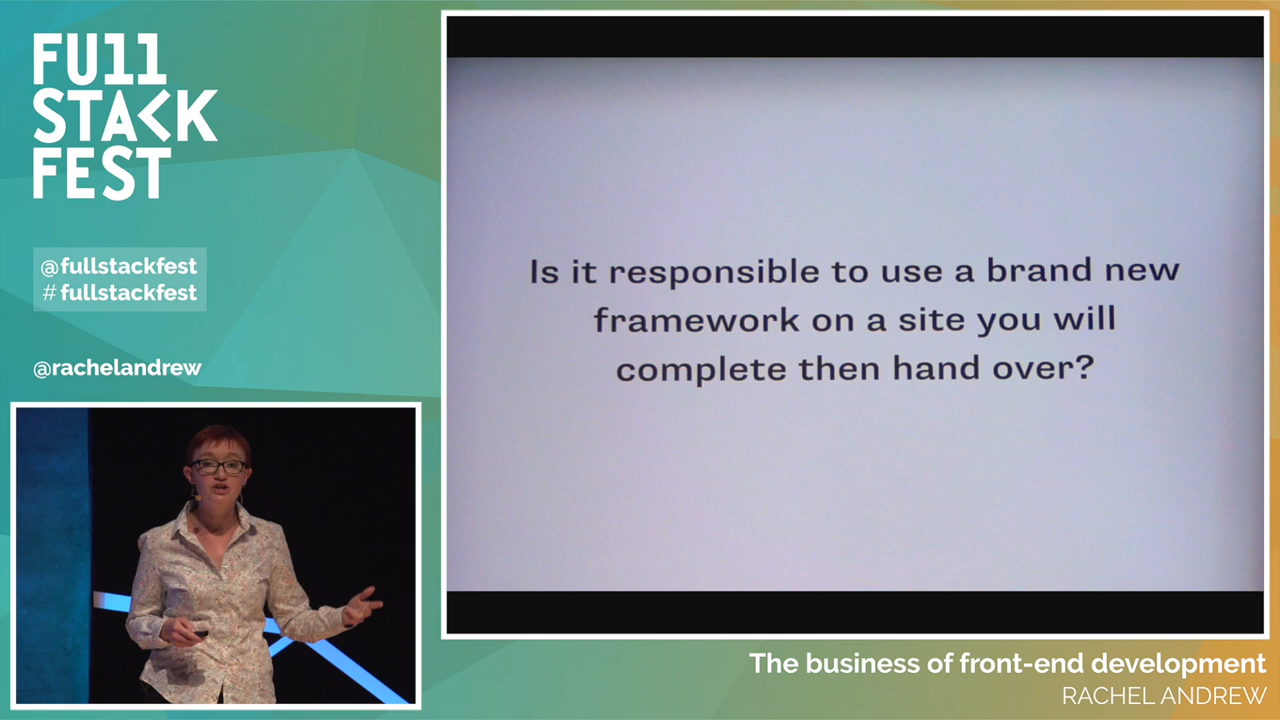 FULL
STACK
FEST
@fullstackfest
# fullstackfest
@rachelandrew
Is it responsible to use a brand new
framework on a site you will
complete then hand over?
The business of front-end development
RACHEL ANDREW